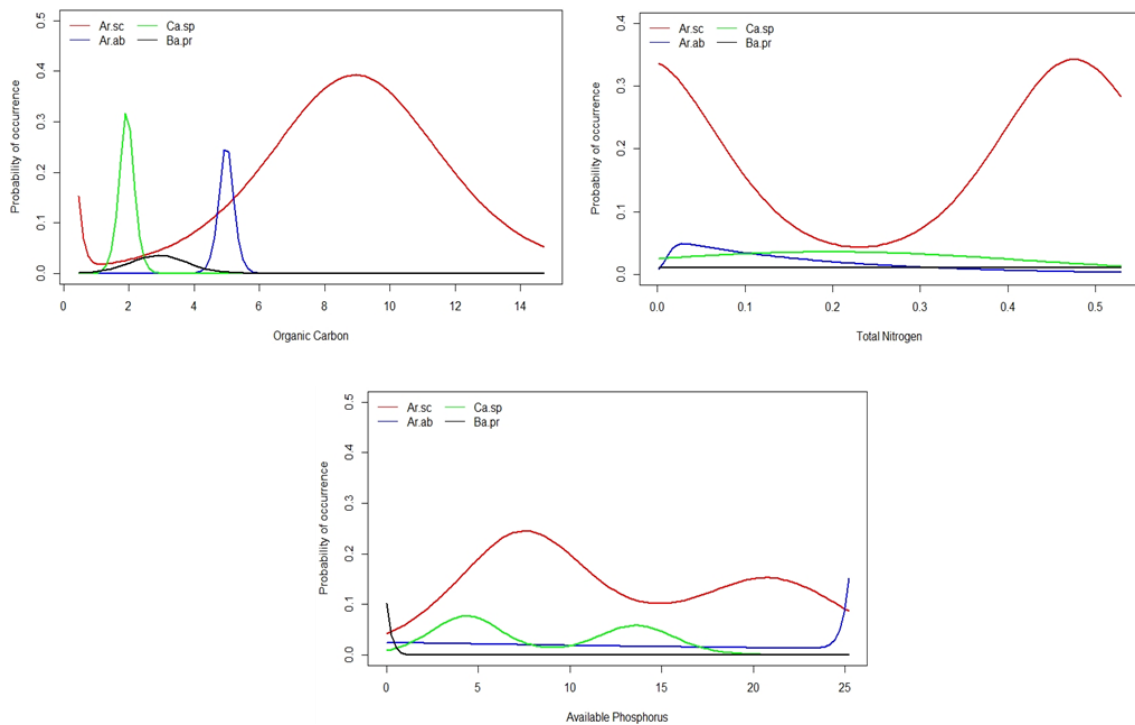 Probability of occurrence
0.5
0.4
0.3
0.2
0.1
0.0
Ar.sc Ca.sp
Ar.ab Ba.pr
0 2 4 6 8 10 12 14
Organic Carbon
Probability of occurrence
0.4
0.3
0.2
0.1
0.0
Ar.sc Ca.sp
Ar.ab Ba.pr
0.0 0.1 0.2 0.3 0.4 0.5
Total Nitrogen
Probability of occurrence
0.5
0.4
0.3
0.2
0.1
0.0
Ar.sc Ca.sp
Ar.ab Ba.pr
0 5 10 15 20 25
Available Phosphorus